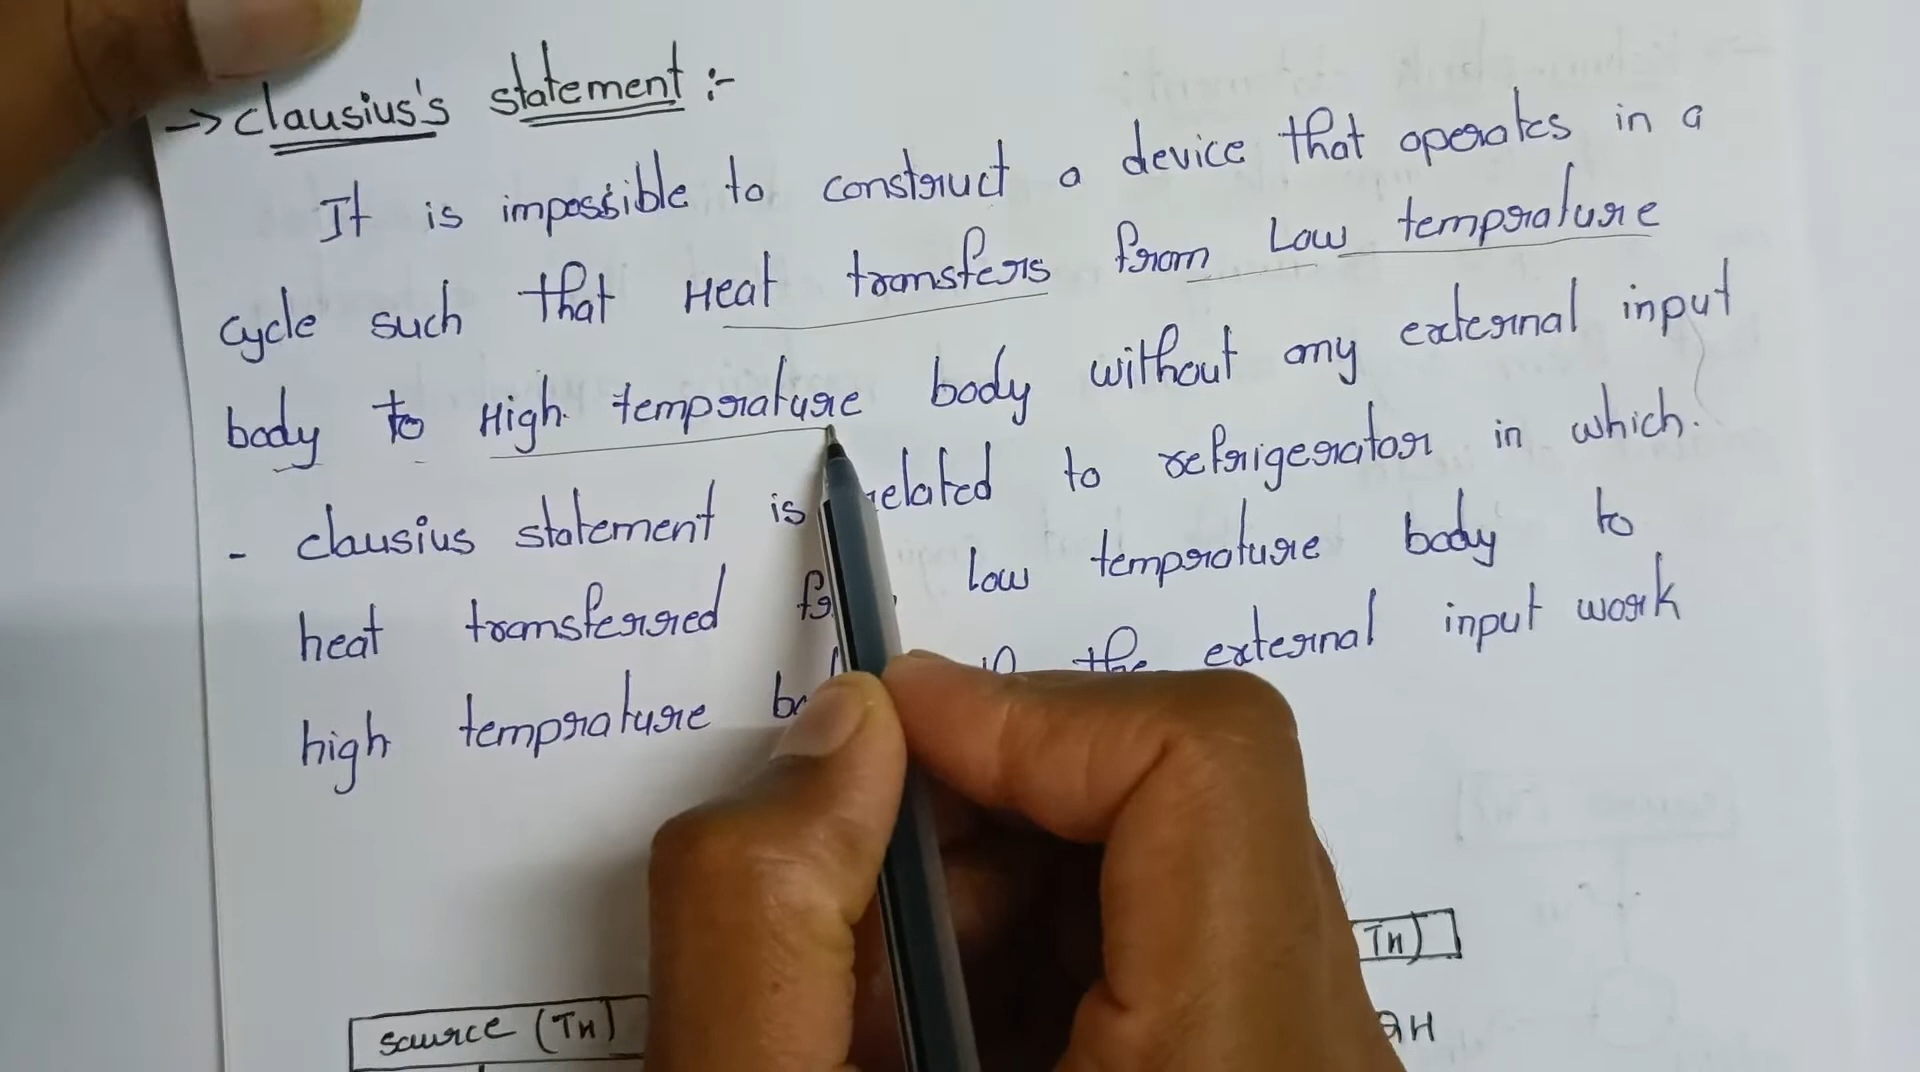 → Clausius's statement :-
It is impossible to construct a device that operates in a
cycle such that Heat transfers from Low temprature
body to High temprature body without any external input
- clausius statement is related to refrigerator in which.
heat transferred low temprature body to
high temprature the external input work
TH)
Source (TH)
QH